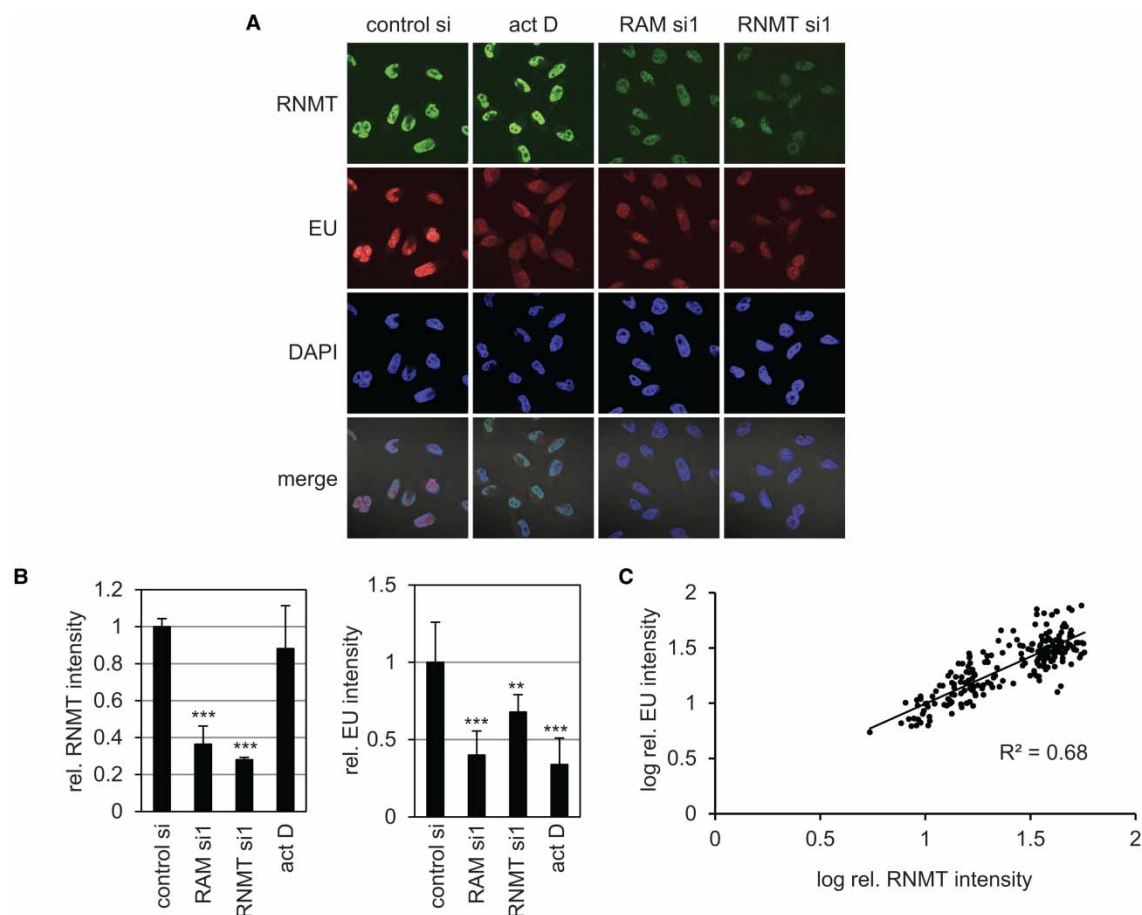 A
control si
act D
RAM si1
RNMT si1
RNMT
EU
DAPI
merge
B
rel. RNMT intensity
1.2
1
0.8
0.6
0.4
0.2
0
***
***
control si
RAM si1
RNMT si1
act D
rel. EU intensity
1.5
1
0.5
0
***
**
***
control si
RAM si1
RNMT si1
act D
C
log rel. EU intensity
2
1.5
1
0.5
0
R² = 0.68
0
0.5
1
1.5
2
log rel. RNMT intensity